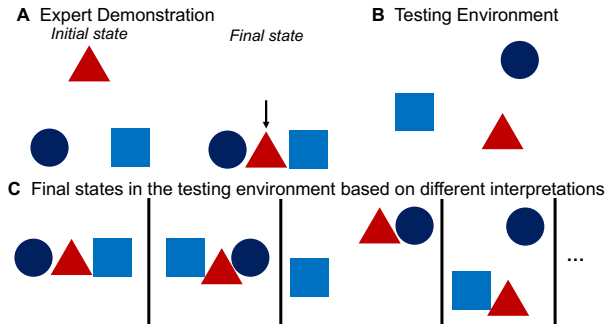 A Expert Demonstration
Initial state
Final state
B Testing Environment
C Final states in the testing environment based on different interpretations
...